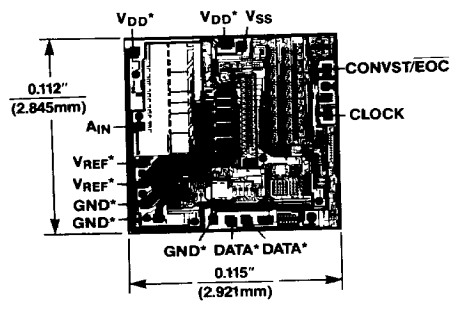 VDD*
VDD*
VSS
CONVST/EOC
0.112"
(2.845mm)
AIN
CLOCK
VREF*
VREF*
GND*
GND*
GND*
DATA*
DATA*
0.115"
(2.921mm)